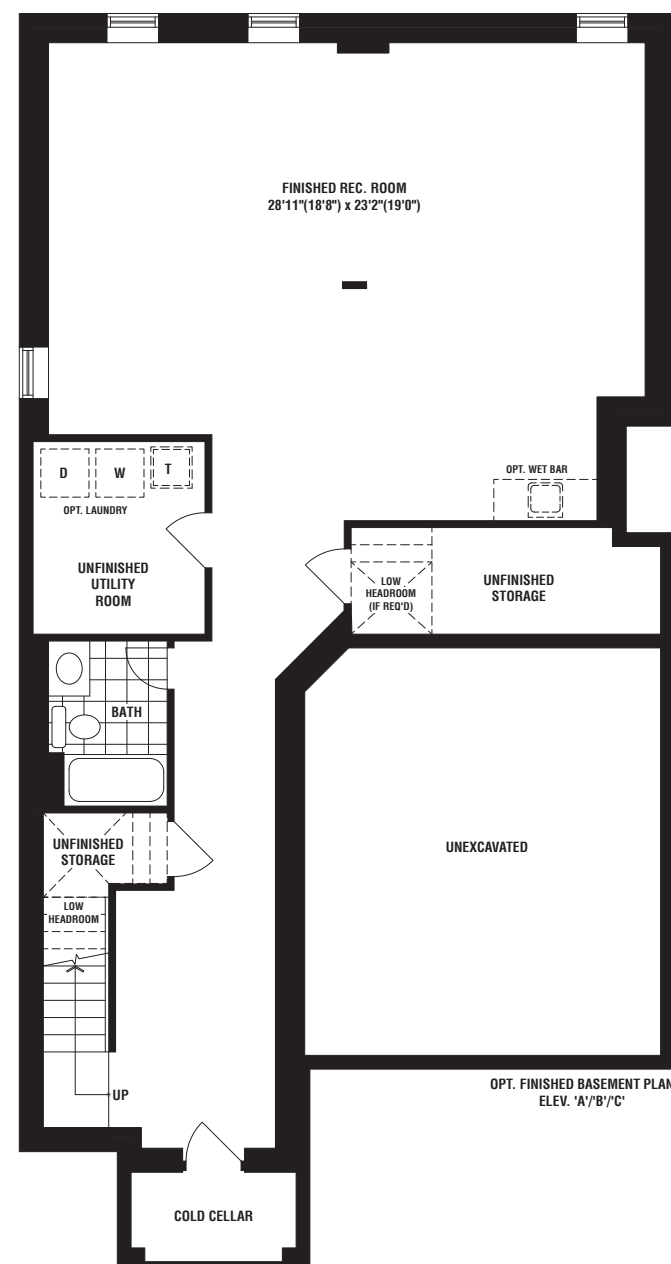 FINISHED REC. ROOM
28'11"(18'8") x 23'2"(19'0")
D
W
T
OPT. LAUNDRY
UNFINISHED
UTILITY
ROOM
OPT. WET BAR
LOW
HEADROOM
(IF REQ'D)
UNFINISHED
STORAGE
BATH
UNFINISHED
STORAGE
LOW
HEADROOM
UP
UNEXCAVATED
OPT. FINISHED BASEMENT PLAN
ELEV. 'A'/'B'/'C'
COLD CELLAR